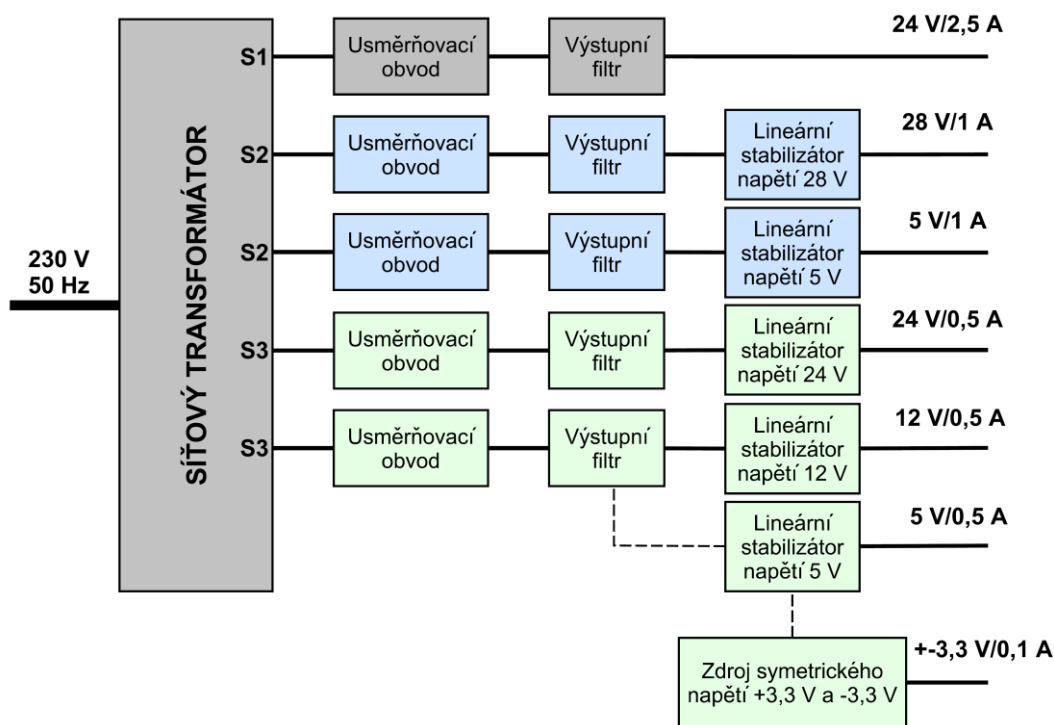 24 V/2,5 A
S1
Usměrňovací
obvod
Výstupní
filtr
28 V/1 A
S2
Usměrňovací
obvod
Výstupní
filtr
Lineární
stabilizátor
napětí 28 V
5 V/1 A
S2
Usměrňovací
obvod
Výstupní
filtr
Lineární
stabilizátor
napětí 5 V
230 V
50 Hz
SÍŤOVÝ TRANSFORMÁTOR
24 V/0,5 A
S3
Usměrňovací
obvod
Výstupní
filtr
Lineární
stabilizátor
napětí 24 V
12 V/0,5 A
S3
Usměrňovací
obvod
Výstupní
filtr
Lineární
stabilizátor
napětí 12 V
5 V/0,5 A
Lineární
stabilizátor
napětí 5 V
+-3,3 V/0,1 A
Zdroj symetrického
napětí +3,3 V a -3,3 V